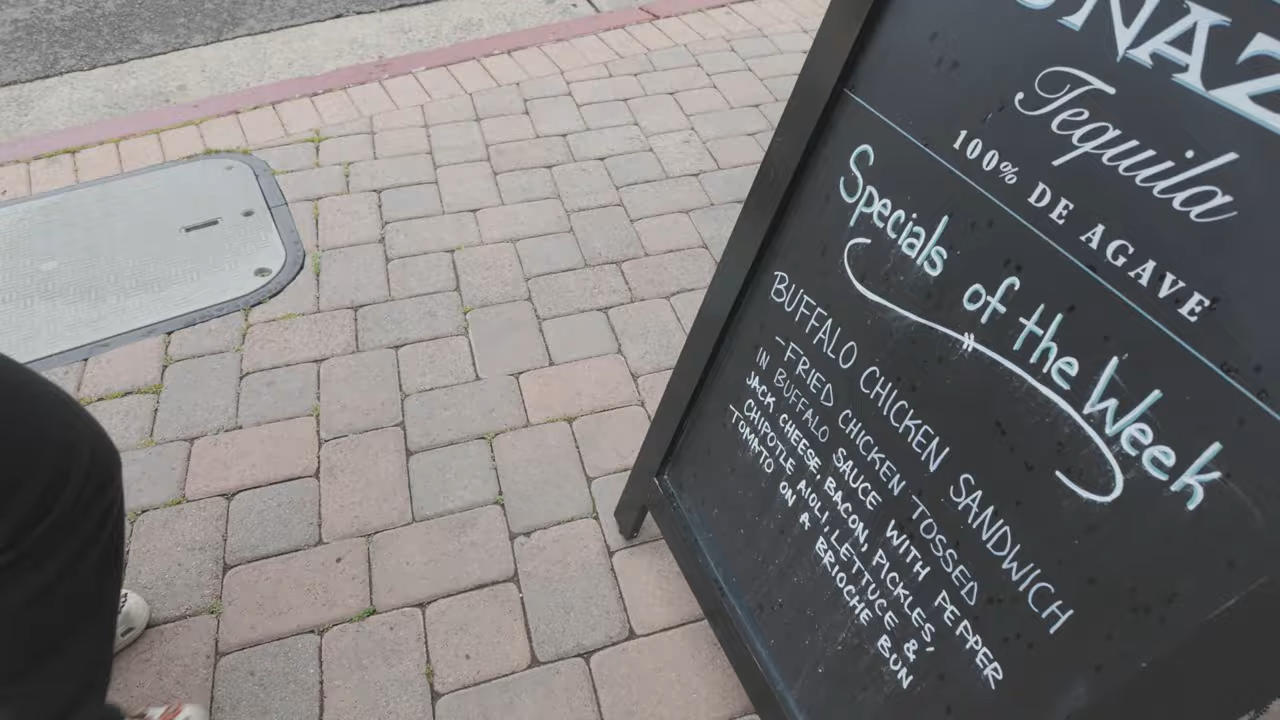 Tequila
100% DE AGAVE
Specials of the Week
BUFFALO CHICKEN SANDWICH
-FRIED CHICKEN TOSSED
IN BUFFALO SAUCE WITH PEPPER
JACK CHEESE, BACON, PICKLES,
CHIPOTLE AIOLI, LETTUCE &
TOMATO ON A BRIOCHE BUN